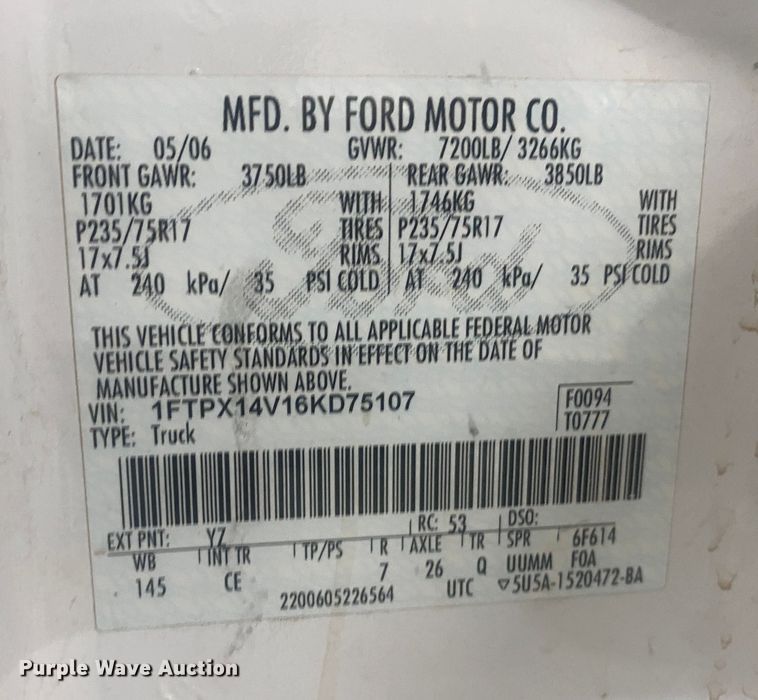 MFD. BY FORD MOTOR CO.
DATE: 05/06 GVWR: 7200LB/ 3266KG
FRONT GAWR: 3750LB REAR GAWR: 3850LB
1701KG WITH 1746KG WITH
P235/75R17 TIRES P235/75R17 TIRES
17x7.5J RIMS 17x7.5J RIMS
AT 240 kPa/ 35 PSI COLD AT 240 kPa/ 35 PSI COLD
Ford
THIS VEHICLE CONFORMS TO ALL APPLICABLE FEDERAL MOTOR
VEHICLE SAFETY STANDARDS IN EFFECT ON THE DATE OF
MANUFACTURE SHOWN ABOVE.
VIN: 1FTPX14V16KD75107 F0094
TYPE: Truck T0777
EXT PNT: YZ RC: 53 DSO:
WB INT TR TP/PS R AXLE TR SPR 6F614
145 CE 7 26 Q UUMM FOA
2200605226564 UTC ▽5U5A-1520472-BA
Purple Wave Auction